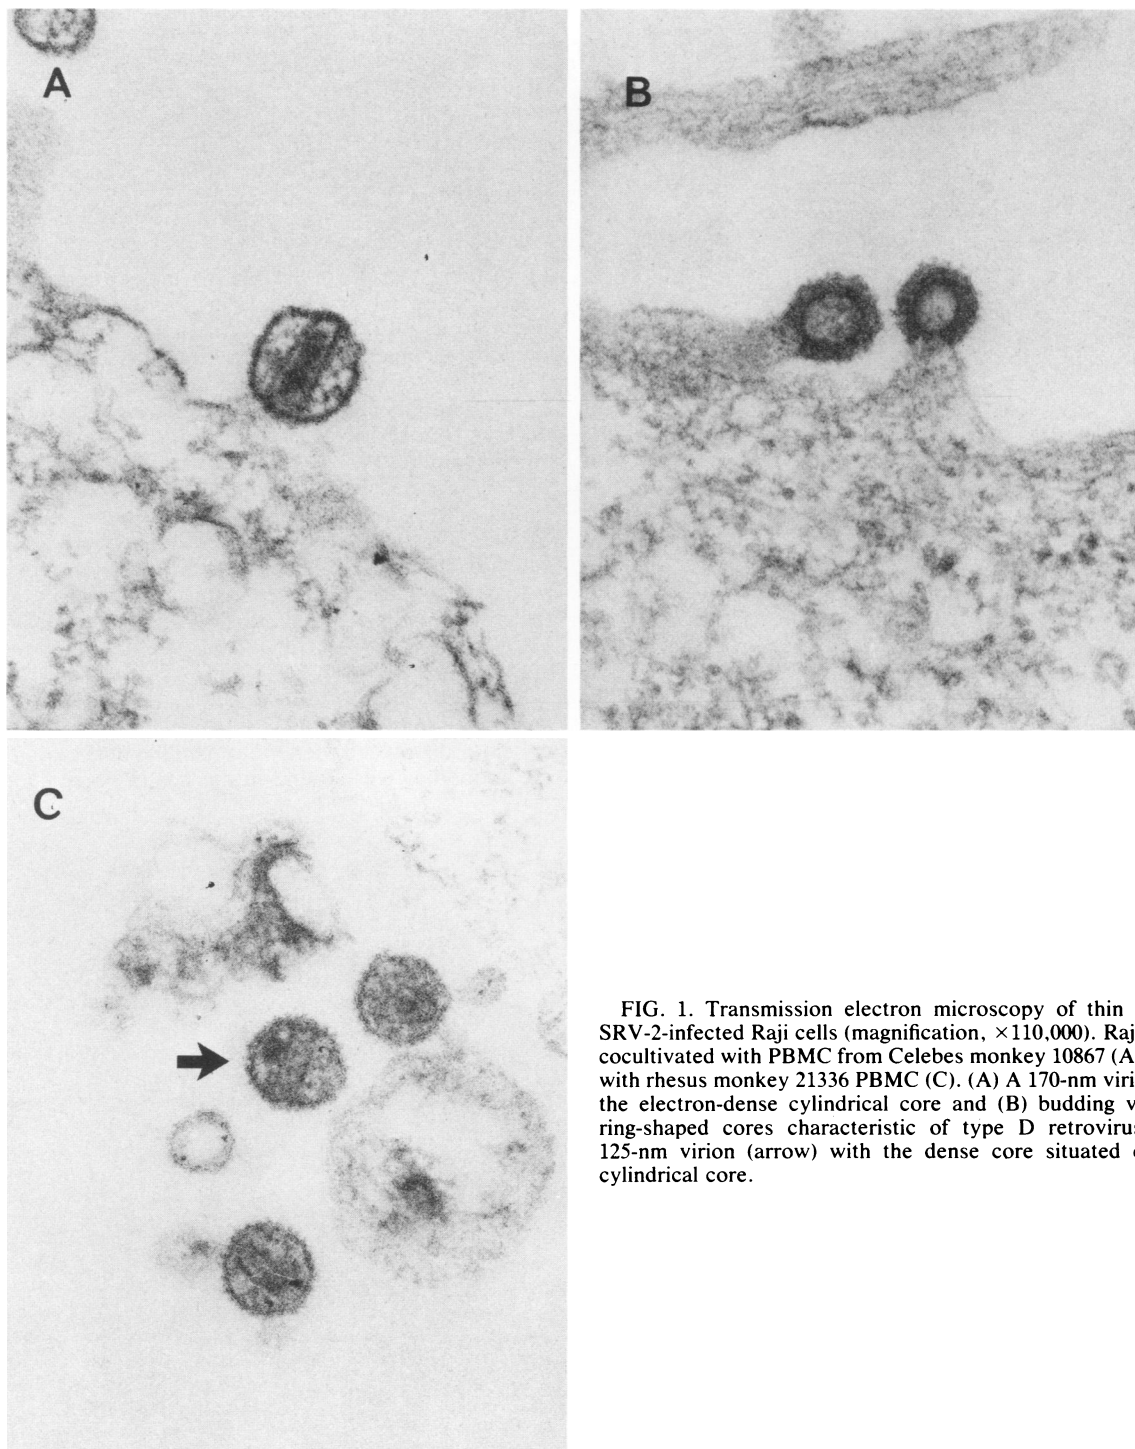 A
B
C
FIG. 1. Transmission electron microscopy of thin
SRV-2-infected Raji cells (magnification, ×110,000). Raj
cocultivated with PBMC from Celebes monkey 10867 (A
with rhesus monkey 21336 PBMC (C). (A) A 170-nm viri
the electron-dense cylindrical core and (B) budding v
ring-shaped cores characteristic of type D retrovirus
125-nm virion (arrow) with the dense core situated
cylindrical core.